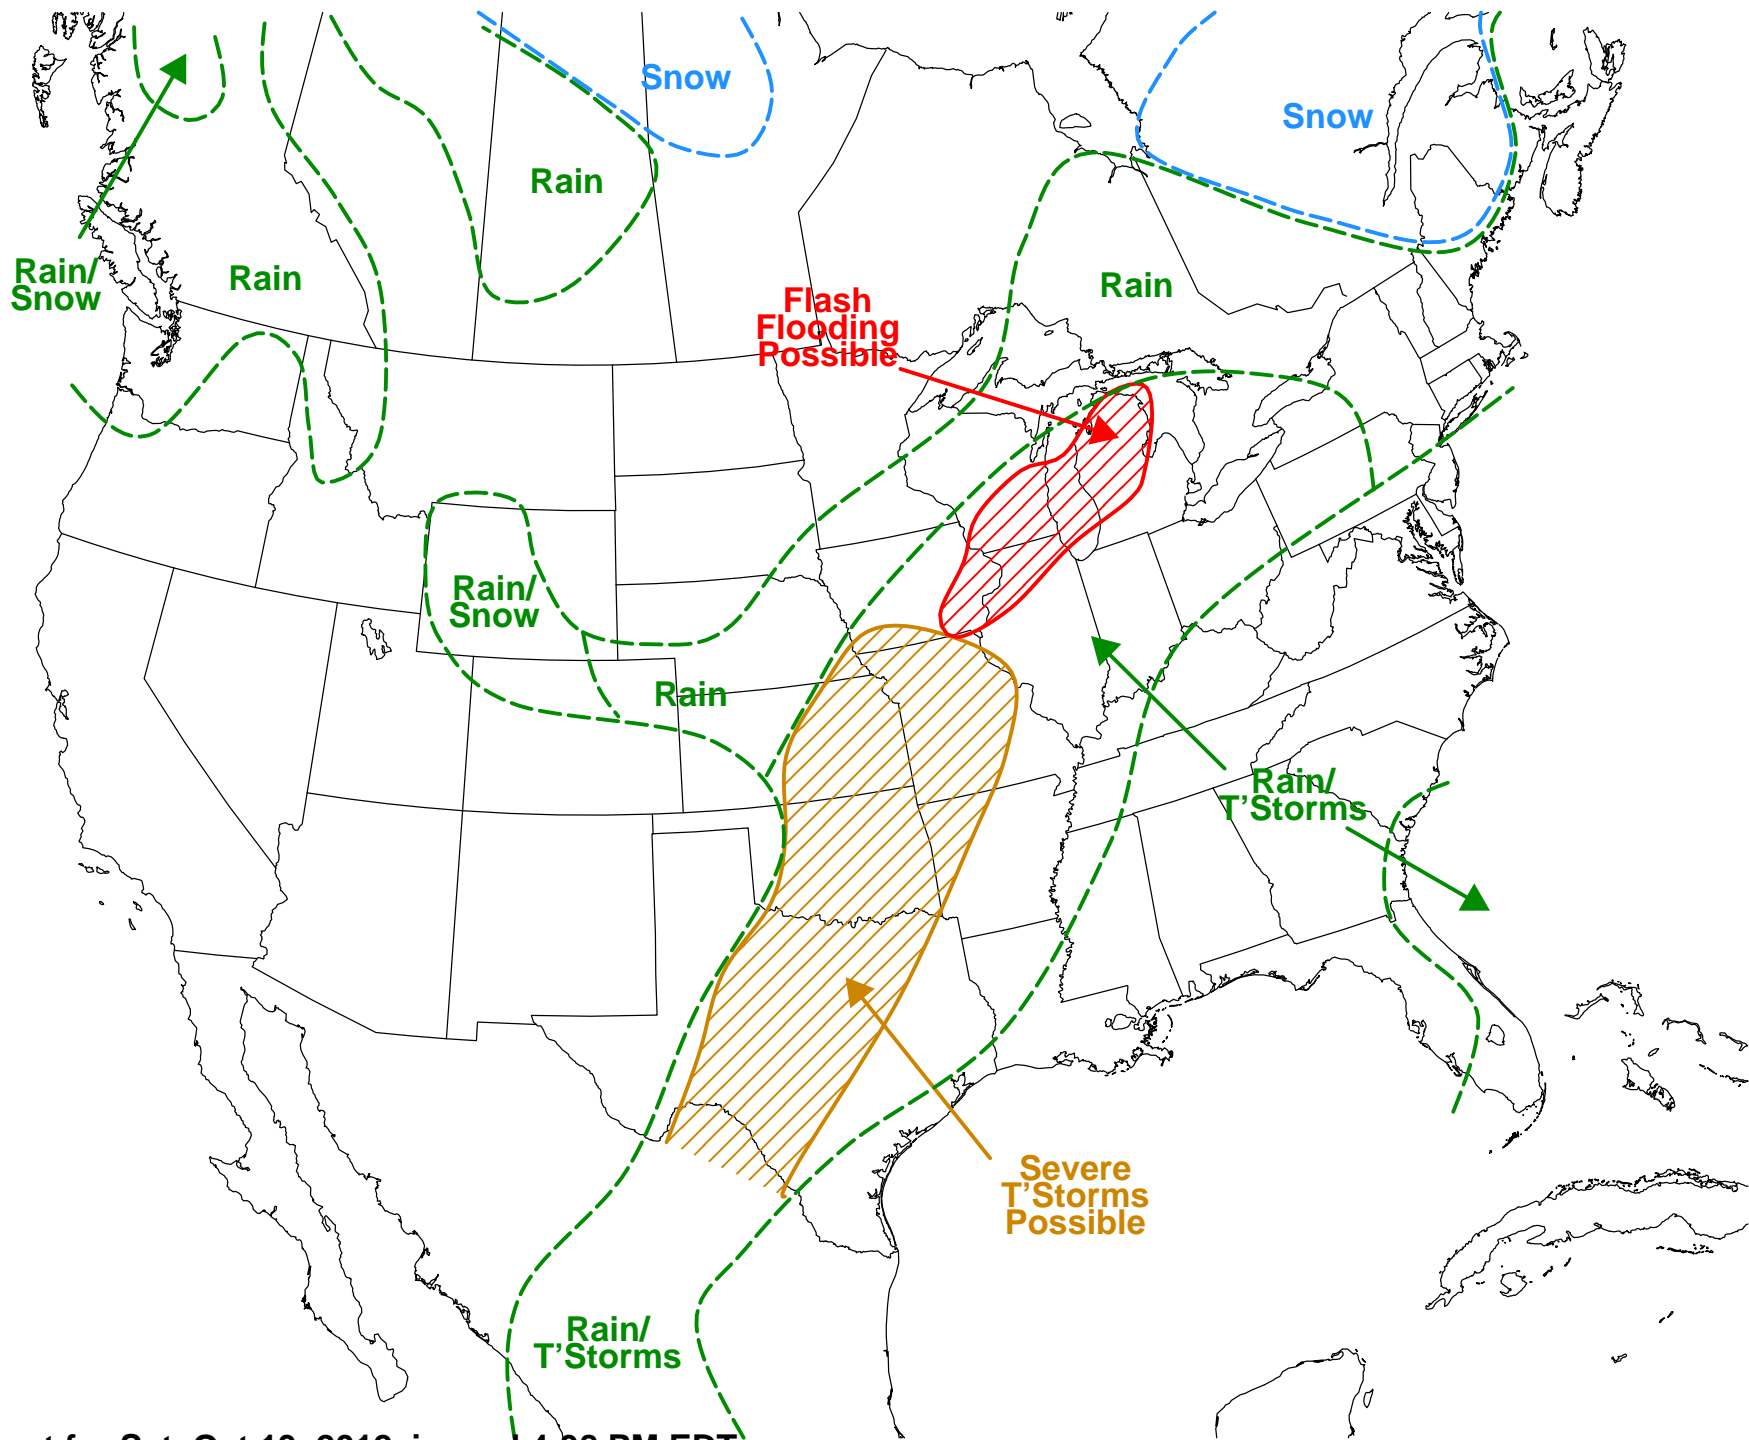 Snow
Snow
Rain
Rain/
Snow
Rain
Rain
Flash
Flooding
Possible
Rain/
Snow
Rain
Rain/
T’Storms
Severe
T’Storms
Possible
Rain/
T’Storms